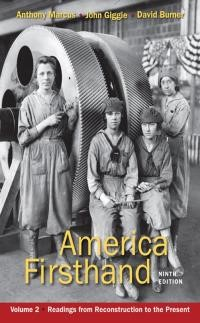 Anthony Marcus John Giggie David Burner
America
Firsthand
NINTH
EDITION
Volume 2 Readings from Reconstruction to the Present